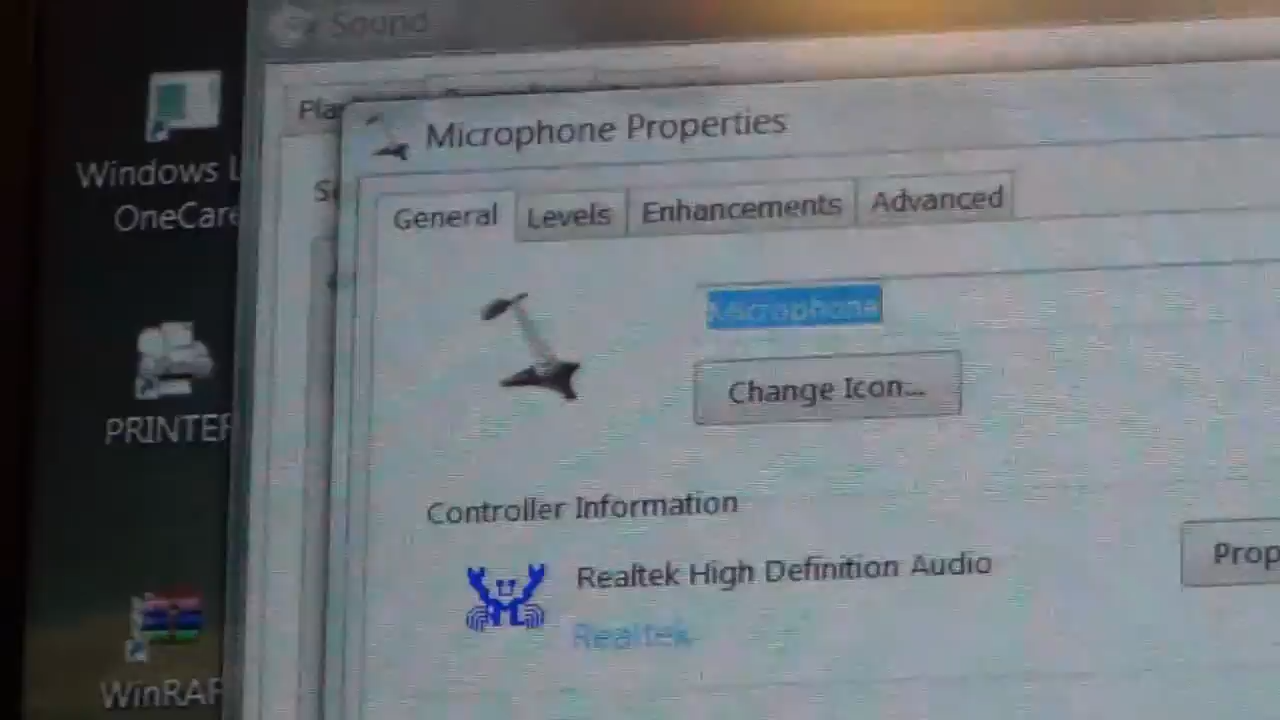 Sound
Microphone Properties
General Levels Enhancements Advanced
Microphone
Change Icon...
Controller Information
Realtek High Definition Audio
Realtek
Prop
Windows L
OneCare
PRINTER
WinRAR